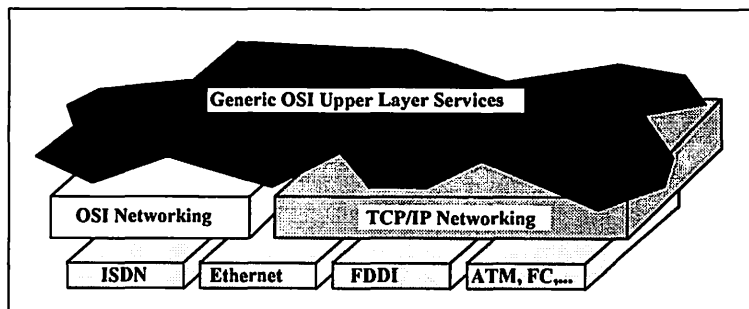 Generic OSI Upper Layer Services
OSI Networking
TCP/IP Networking
ISDN
Ethernet
FDDI
ATM, FC,...